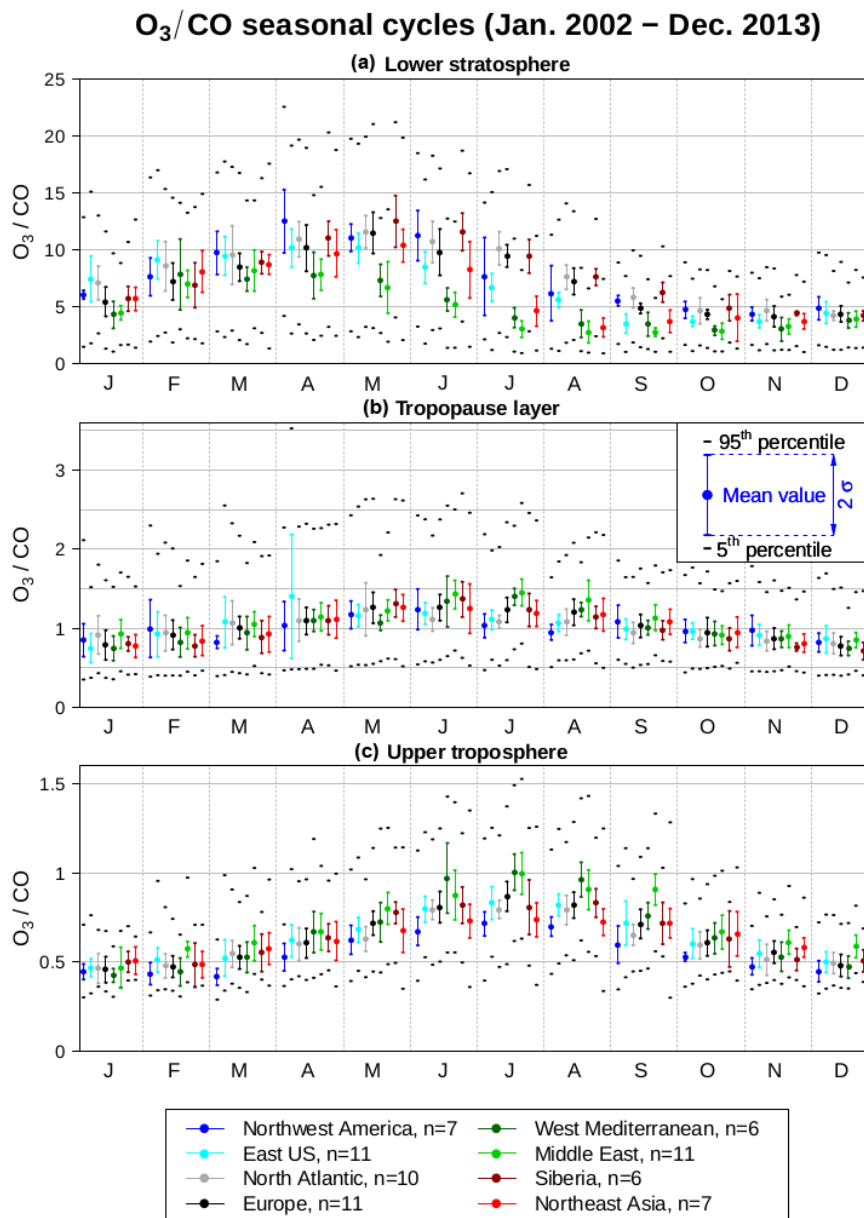 O₃/CO seasonal cycles (Jan. 2002 − Dec. 2013)
(a) Lower stratosphere
25
20
15
10
5
0
O₃ / CO
J F M A M J J A S O N D
(b) Tropopause layer
3
2
1
0
O₃ / CO
95th percentile
Mean value
2 σ
5th percentile
J F M A M J J A S O N D
(c) Upper troposphere
1.5
1
0.5
0
O₃ / CO
J F M A M J J A S O N D
Northwest America, n=7
East US, n=11
North Atlantic, n=10
Europe, n=11
West Mediterranean, n=6
Middle East, n=11
Siberia, n=6
Northeast Asia, n=7